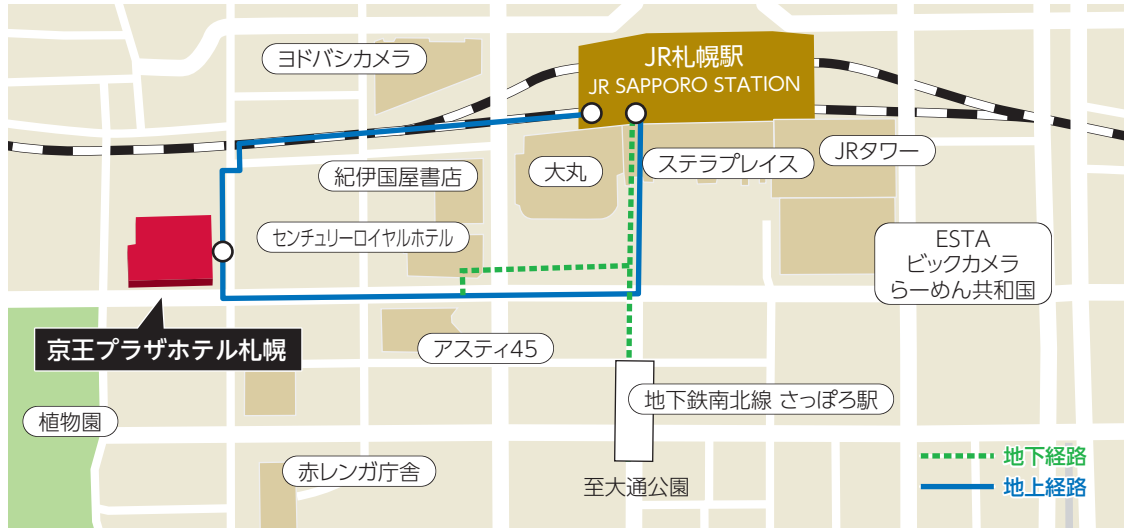 ヨドバシカメラ
JR札幌駅
JR SAPPORO STATION
紀伊国屋書店
大丸
ステラプレイス
JRタワー
センチュリーロイヤルホテル
ESTA
ビックカメラ
らーめん共和国
京王プラザホテル札幌
アスティ45
植物園
地下鉄南北線 さっぽろ駅
赤レンガ庁舎
至大通公園
地下経路
地上経路